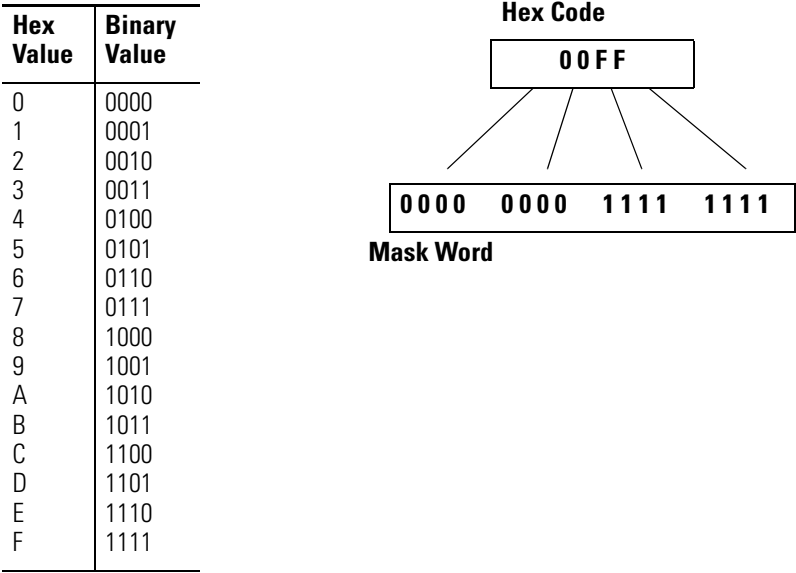 Hex Value Binary Value
0 0000
1 0001
2 0010
3 0011
4 0100
5 0101
6 0110
7 0111
8 1000
9 1001
A 1010
B 1011
C 1100
D 1101
E 1110
F 1111
Hex Code
00FF
0000 0000 1111 1111
Mask Word